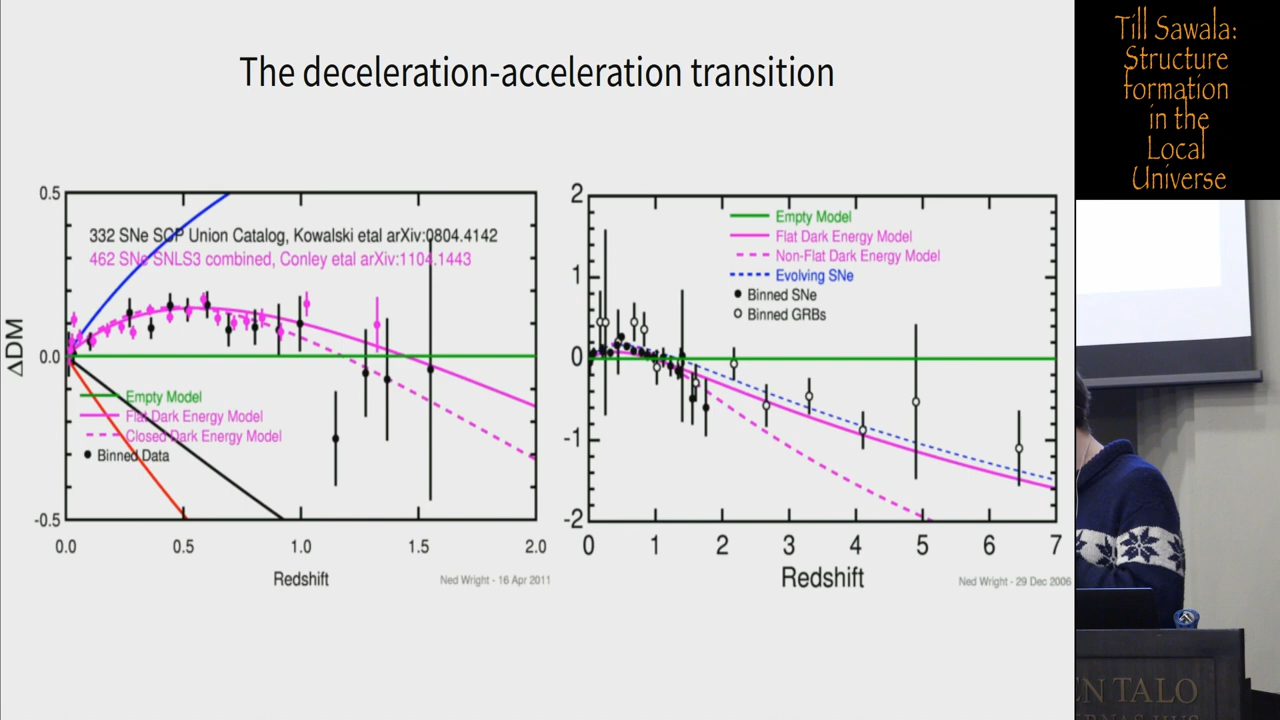 The deceleration-acceleration transition
Till Sawala:
Structure
formation
in the
Local
Universe
0.5
332 SNe SCP Union Catalog, Kowalski etal arXiv:0804.4142
462 SNe SNLS3 combined, Conley etal arXiv:1104.1443
ΔDM
0.0
Empty Model
Flat Dark Energy Model
Closed Dark Energy Model
Binned Data
-0.5
0.0 0.5 1.0 1.5 2.0
Redshift
Ned Wright - 16 Apr 2011
2
Empty Model
Flat Dark Energy Model
Non-Flat Dark Energy Model
Evolving SNe
Binned SNe
Binned GRBs
1
0
-1
-2
0 1 2 3 4 5 6 7
Redshift
Ned Wright - 29 Dec 2006
EN TALO